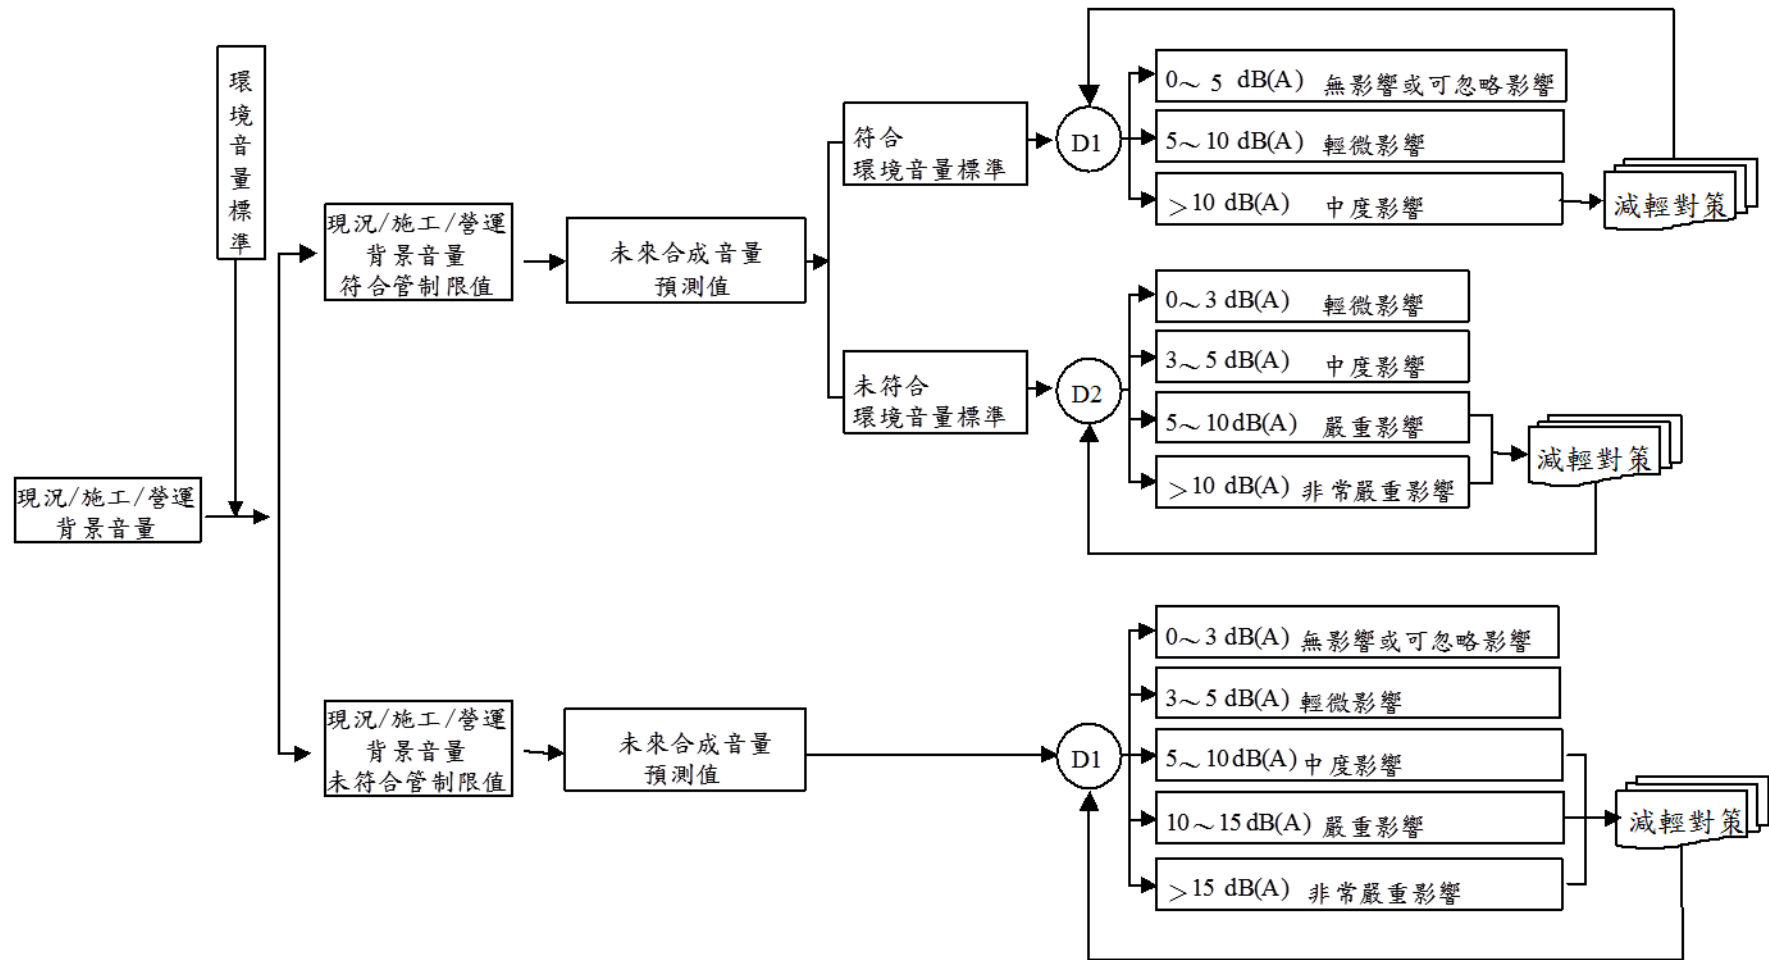 環境音量標準
現況/施工/營運
背景音量
現況/施工/營運
背景音量
符合管制限值
未來合成音量
預測值
符合
環境音量標準
D1
0～ 5 dB(A) 無影響或可忽略影響
5～10 dB(A) 輕微影響
＞10 dB(A) 中度影響
減輕對策
未符合
環境音量標準
D2
0～3 dB(A) 輕微影響
3～ 5 dB(A) 中度影響
5～10dB(A) 嚴重影響
＞10 dB(A) 非常嚴重影響
減輕對策
現況/施工/營運
背景音量
未符合管制限值
未來合成音量
預測值
D1
0～3 dB(A) 無影響或可忽略影響
3～5 dB(A) 輕微影響
5～10dB(A) 中度影響
10～15dB(A) 嚴重影響
＞15 dB(A) 非常嚴重影響
減輕對策